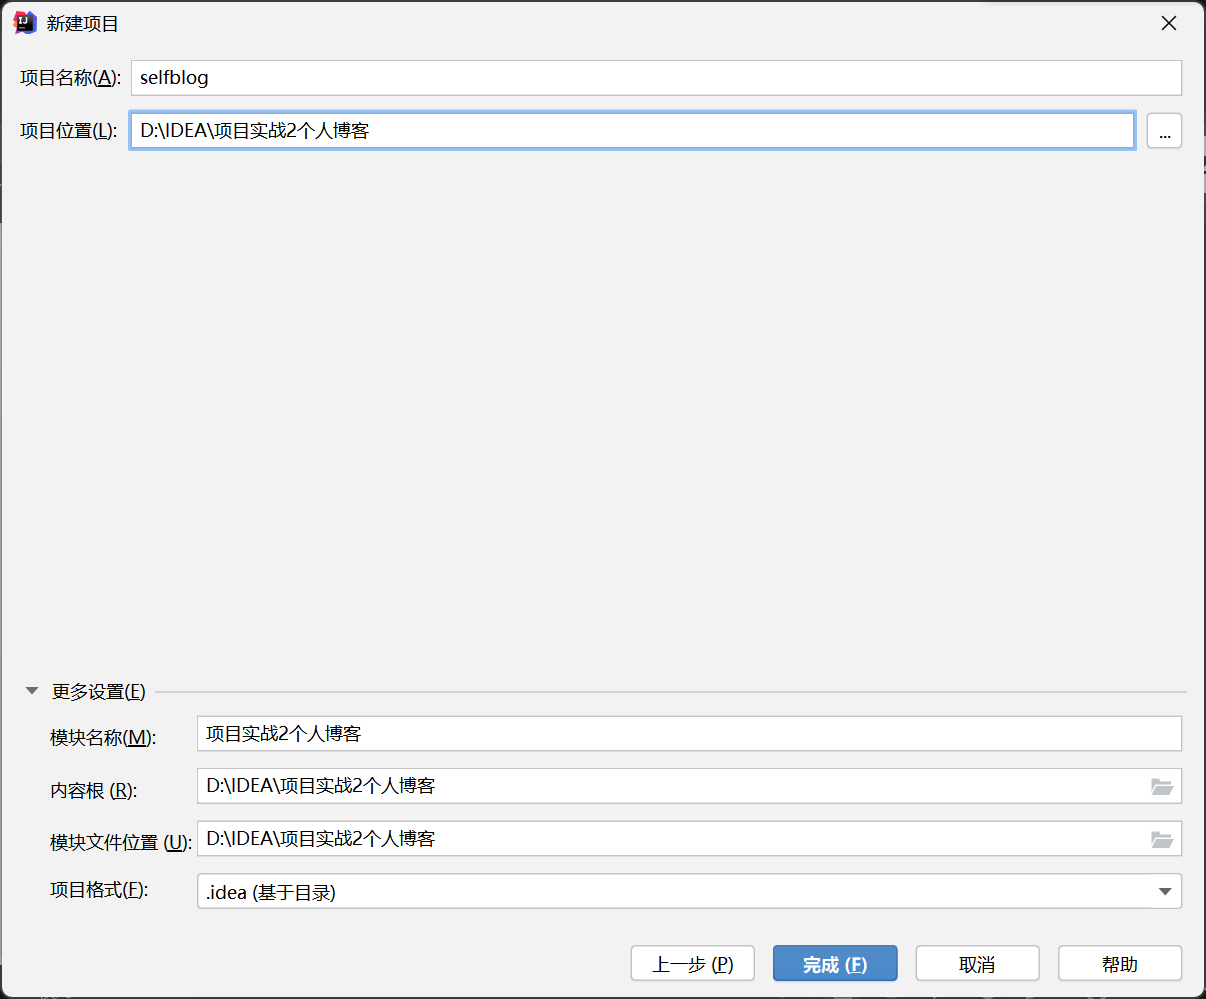 新建项目
项目名称(A): selfblog
项目位置(L): D:\IDEA\项目实战2个人博客 ...
更多设置(E)
模块名称(M): 项目实战2个人博客
内容根 (R): D:\IDEA\项目实战2个人博客
模块文件位置 (U): D:\IDEA\项目实战2个人博客
项目格式(F): .idea (基于目录)
上一步 (P) 完成 (F) 取消 帮助